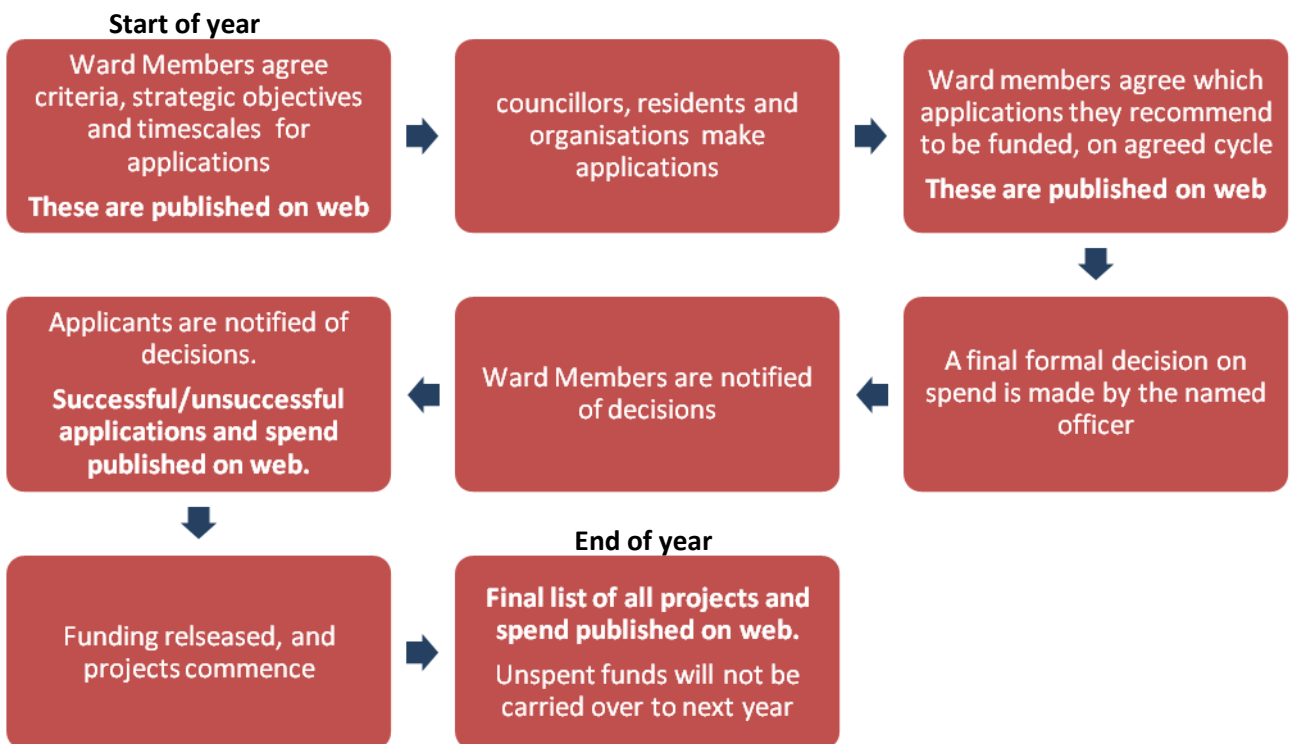 Start of year
Ward Members agree
criteria, strategic objectives
and timescales for
applications
These are published on web
councillors, residents and
organisations make
applications
Ward members agree which
applications they recommend
to be funded, on agreed cycle
These are published on web
A final formal decision on
spend is made by the named
officer
Ward Members are notified
of decisions
Applicants are notified of
decisions.
Successful/unsuccessful
applications and spend
published on web.
Funding relseased, and
projects commence
End of year
Final list of all projects and
spend published on web.
Unspent funds will not be
carried over to next year